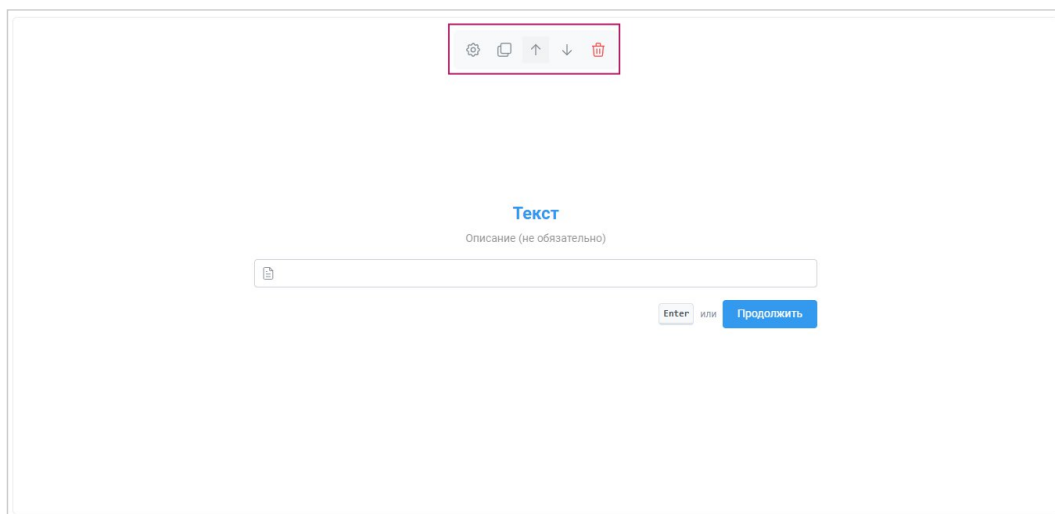 Текст
Описание (не обязательно)
Enter или Продолжить